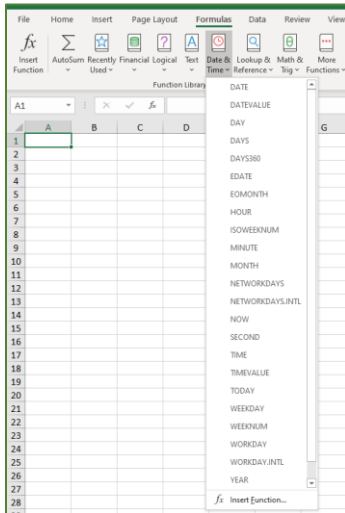 File Home Insert Page Layout Formulas Data Review View
fx Σ ? A θ
Insert AutoSum Recently Financial Logical Text Date & Lookup & Math & More
Function Used Time Reference Trig Functions
Function Library
A1 fx
A B C D G
DATE
1
DATEVALUE
2
DAY
3
DAYS
4
DAYS360
5
EDATE
6
EOMONTH
7
HOUR
8
ISOWEEKNUM
9
MINUTE
10
MONTH
11
NETWORKDAYS
12
NETWORKDAYS.INTL
13
NOW
14
SECOND
15
16
TIME
17
TIMEVALUE
18
TODAY
19
WEEKDAY
20
21
WEEKNUM
22
WORKDAY
23
24
WORKDAY.INTL
25
YEAR
26
27
fx Insert Function...
28